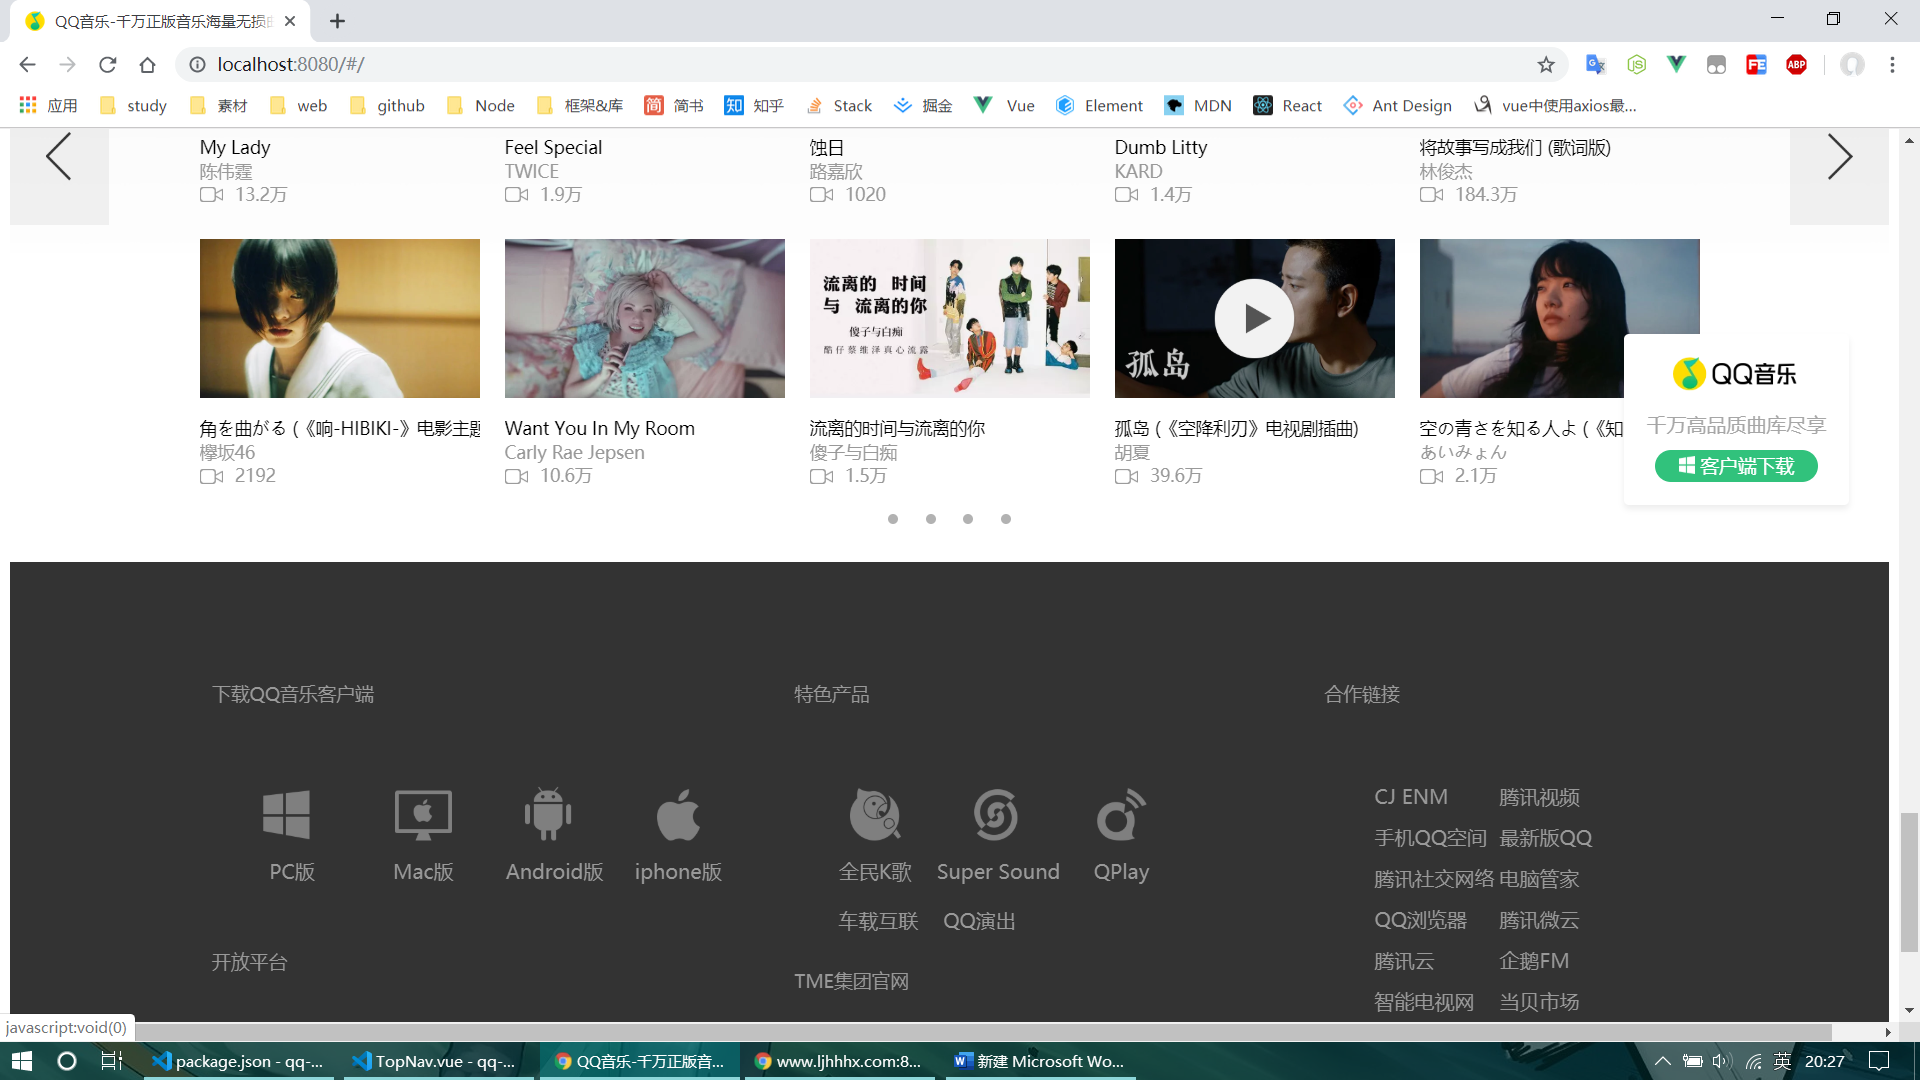 QQ音乐-千万正版音乐海量无损曲
localhost:8080/#/
应用 study 素材 web github Node 框架&库 简书 知乎 Stack 掘金 Vue Element MDN React Ant Design vue中使用axios最...
My Lady
陈伟霆
13.2万
Feel Special
TWICE
1.9万
蚀日
路嘉欣
1020
Dumb Litty
KARD
1.4万
将故事写成我们 (歌词版)
林俊杰
184.3万
流离的 时间
与 流离的你
傻子与白痴
酷仔蔡维泽真心流露
孤岛
角を曲がる (《响-HIBIKI-》电影主题
欅坂46
2192
Want You In My Room
Carly Rae Jepsen
10.6万
流离的时间与流离的你
傻子与白痴
1.5万
孤岛 (《空降利刃》电视剧插曲)
胡夏
39.6万
空の青さを知る人よ (《知
あいみょん
2.1万
QQ音乐
千万高品质曲库尽享
客户端下载
下载QQ音乐客户端
PC版 Mac版 Android版 iphone版
开放平台
特色产品
全民K歌 Super Sound QPlay
车载互联 QQ演出
TME集团官网
合作链接
CJ ENM 腾讯视频
手机QQ空间 最新版QQ
腾讯社交网络 电脑管家
QQ浏览器 腾讯微云
腾讯云 企鹅FM
智能电视网 当贝市场
javascript:void(0)
package.json - qq-... TopNav.vue - qq-... QQ音乐-千万正版音... www.ljhhhx.com:8... 新建 Microsoft Wo... 英 20:27